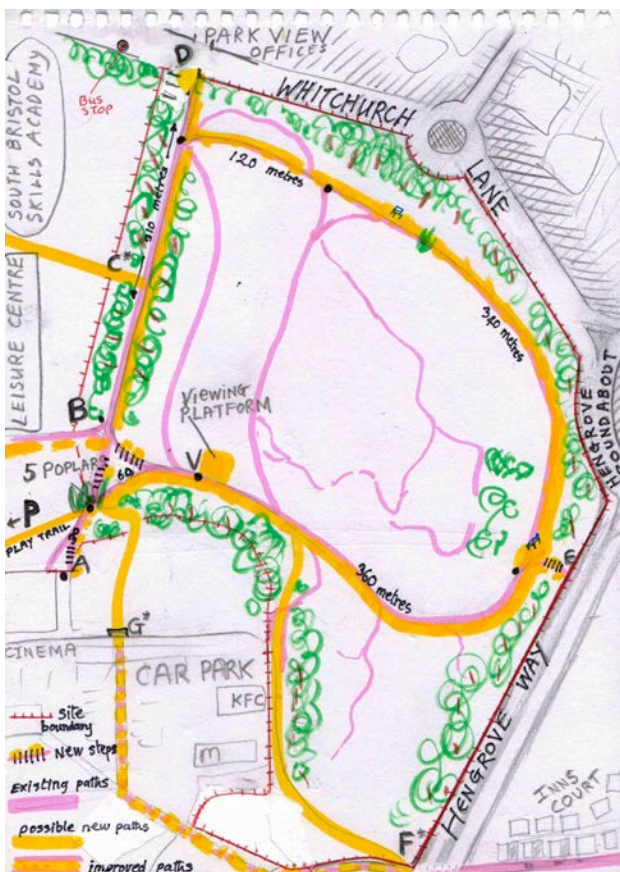 PARK VIEW
OFFICES
D
BUS
STOP
WHITCHURCH
LANE
SOUTH BRISTOL
SKILLS ACADEMY
120 metres
310 metres
C*
LEISURE CENTRE
340 metres
HENGROVE
ROUNDABOUT
B
VIEWING
PLATFORM
5 POPLARS
60
V
P
PLAY TRAIL
A
360 metres
G*
CINEMA
CAR PARK
KFC
m
HENGROVE WAY
INNS
COURT
F*
site
boundary
New steps
Existing paths
possible new paths
improved paths